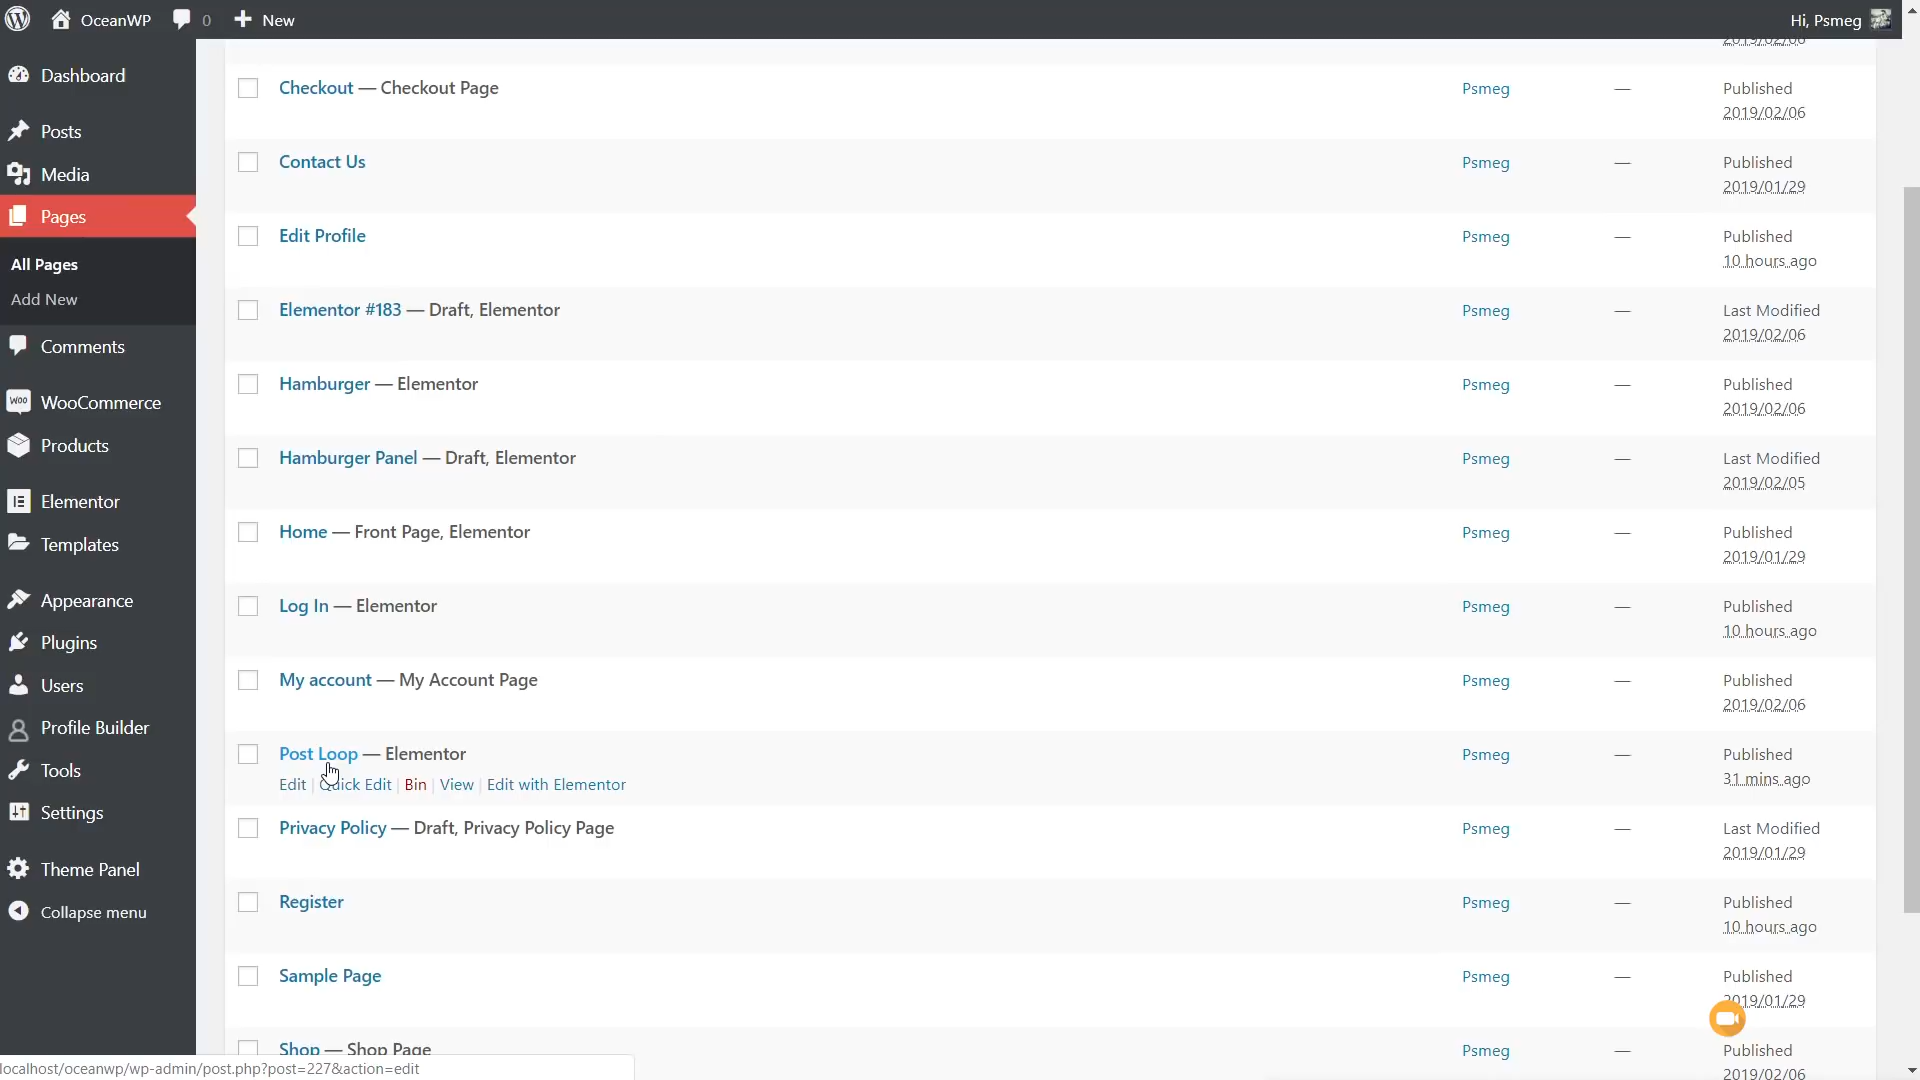 OceanWP 0 New Hi, Psmeg
Dashboard
Posts
Media
Pages
All Pages
Add New
Comments
WooCommerce
Products
Elementor
Templates
Appearance
Plugins
Users
Profile Builder
Tools
Settings
Theme Panel
Collapse menu
2019/02/06
Checkout — Checkout Page Psmeg — Published
2019/02/06
Contact Us Psmeg — Published
2019/01/29
Edit Profile Psmeg — Published
10 hours ago
Elementor #183 — Draft, Elementor Psmeg — Last Modified
2019/02/06
Hamburger — Elementor Psmeg — Published
2019/02/06
Hamburger Panel — Draft, Elementor Psmeg — Last Modified
2019/02/05
Home — Front Page, Elementor Psmeg — Published
2019/01/29
Log In — Elementor Psmeg — Published
10 hours ago
My account — My Account Page Psmeg — Published
2019/02/06
Post Loop — Elementor Psmeg — Published
31 mins ago
Edit | Quick Edit | Bin | View | Edit with Elementor
Privacy Policy — Draft, Privacy Policy Page Psmeg — Last Modified
2019/01/29
Register Psmeg — Published
10 hours ago
Sample Page Psmeg — Published
2019/01/29
Shop — Shop Page Psmeg — Published
2019/02/06
localhost/oceanwp/wp-admin/post.php?post=227&action=edit